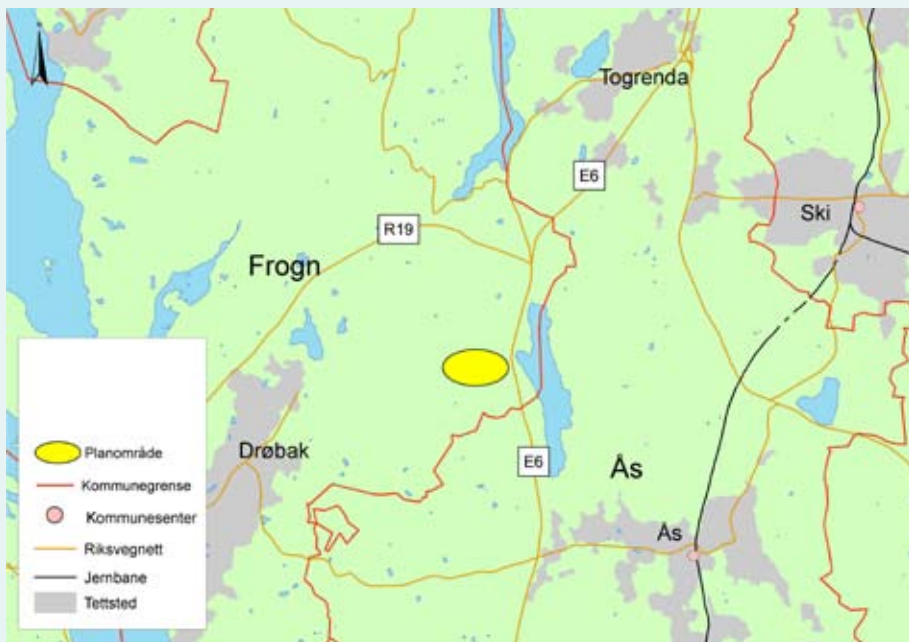 Togrenda
E6
Ski
R19
Frogn
Drøbak
E6
Ås
Ås
Planområde
Kommunegrense
Kommunesenter
Riksvegnett
Jernbane
Tettsted